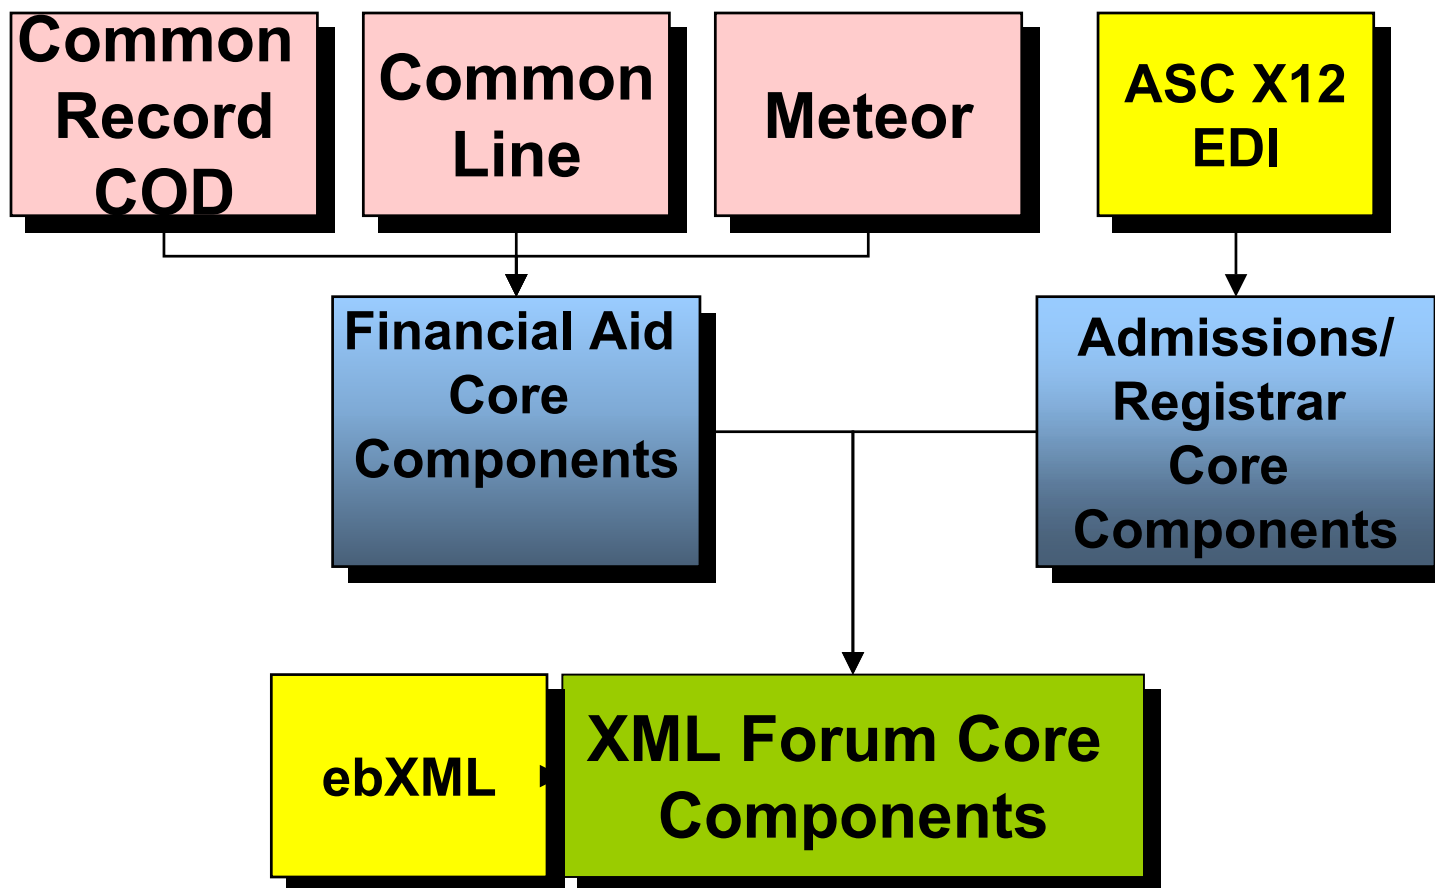 Common
Record
COD
Common
Line
Meteor
ASC X12
EDI
Financial Aid
Core
Components
Admissions/
Registrar
Core
Components
ebXML
XML Forum Core
Components